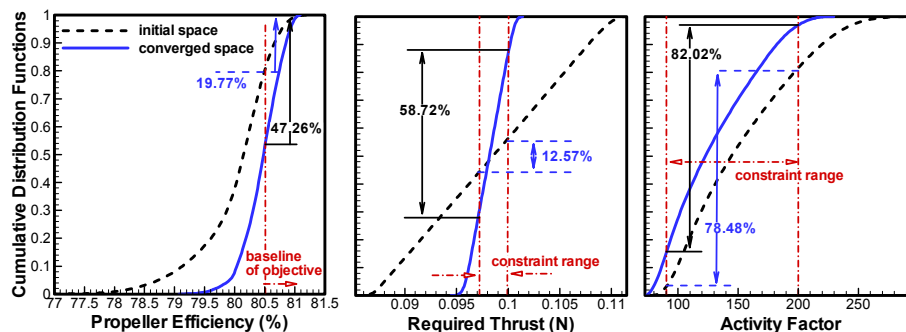 Cumulative Distribution Functions
1
0.9
0.8
0.7
0.6
0.5
0.4
0.3
0.2
0.1
0
initial space
converged space
19.77%
47.26%
baseline
of objective
77 77.5 78 78.5 79 79.5 80 80.5 81 81.5
Propeller Efficiency (%)
58.72%
12.57%
constraint range
0.09 0.095 0.1 0.105 0.11
Required Thrust (N)
82.02%
constraint range
78.48%
100 150 200 250
Activity Factor